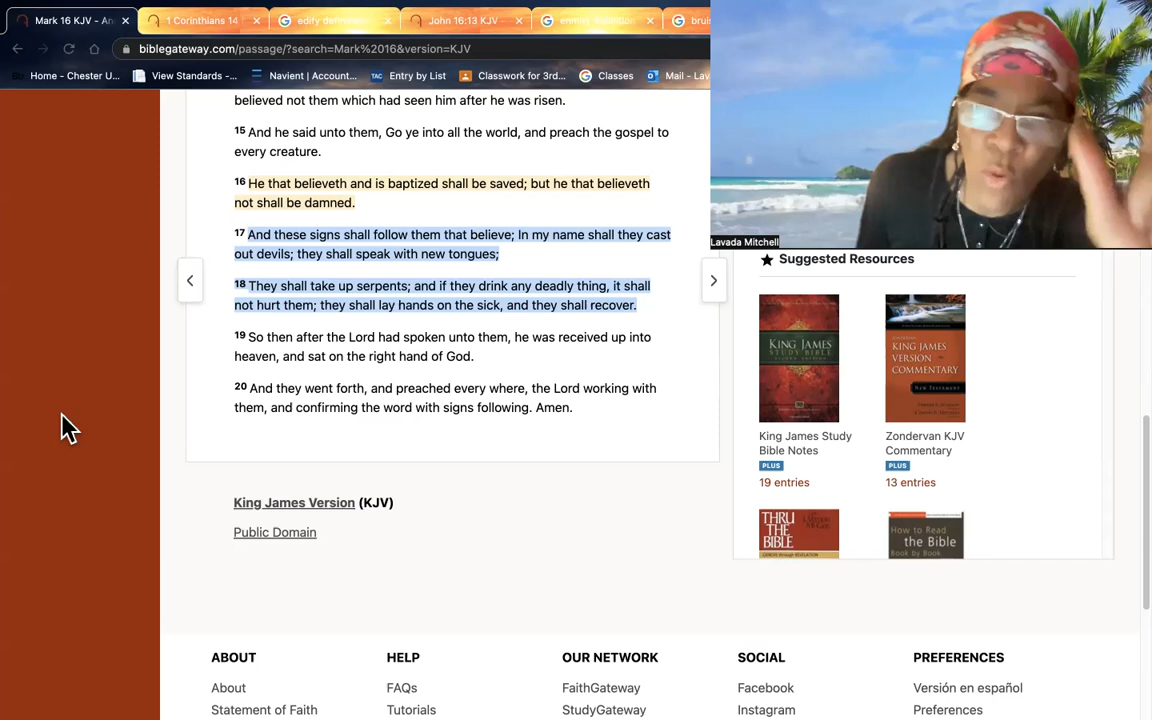 Mark 16 KJV - An
1 Corinthians 14
edify definition
John 16:13 KJV
enmity definition
bruis
biblegateway.com/passage/?search=Mark%2016&version=KJV
Home - Chester U...
View Standards -...
Navient | Account...
TAC Entry by List
Classwork for 3rd...
Classes
Mail - Lav
believed not them which had seen him after he was risen.
15 And he said unto them, Go ye into all the world, and preach the gospel to
every creature.
16 He that believeth and is baptized shall be saved; but he that believeth
not shall be damned.
17 And these signs shall follow them that believe; In my name shall they cast
out devils; they shall speak with new tongues;
18 They shall take up serpents; and if they drink any deadly thing, it shall
not hurt them; they shall lay hands on the sick, and they shall recover.
19 So then after the Lord had spoken unto them, he was received up into
heaven, and sat on the right hand of God.
20 And they went forth, and preached every where, the Lord working with
them, and confirming the word with signs following. Amen.
King James Version (KJV)
Public Domain
Lavada Mitchell
Suggested Resources
KING JAMES
STUDY BIBLE
KING JAMES
VERSION
COMMENTARY
NEW TESTAMENT
King James Study
Bible Notes
PLUS
19 entries
Zondervan KJV
Commentary
PLUS
13 entries
THRU
THE
BIBLE
How to Read
the Bible
Book by Book
ABOUT
About
Statement of Faith
HELP
FAQs
Tutorials
OUR NETWORK
FaithGateway
StudyGateway
SOCIAL
Facebook
Instagram
PREFERENCES
Versión en español
Preferences